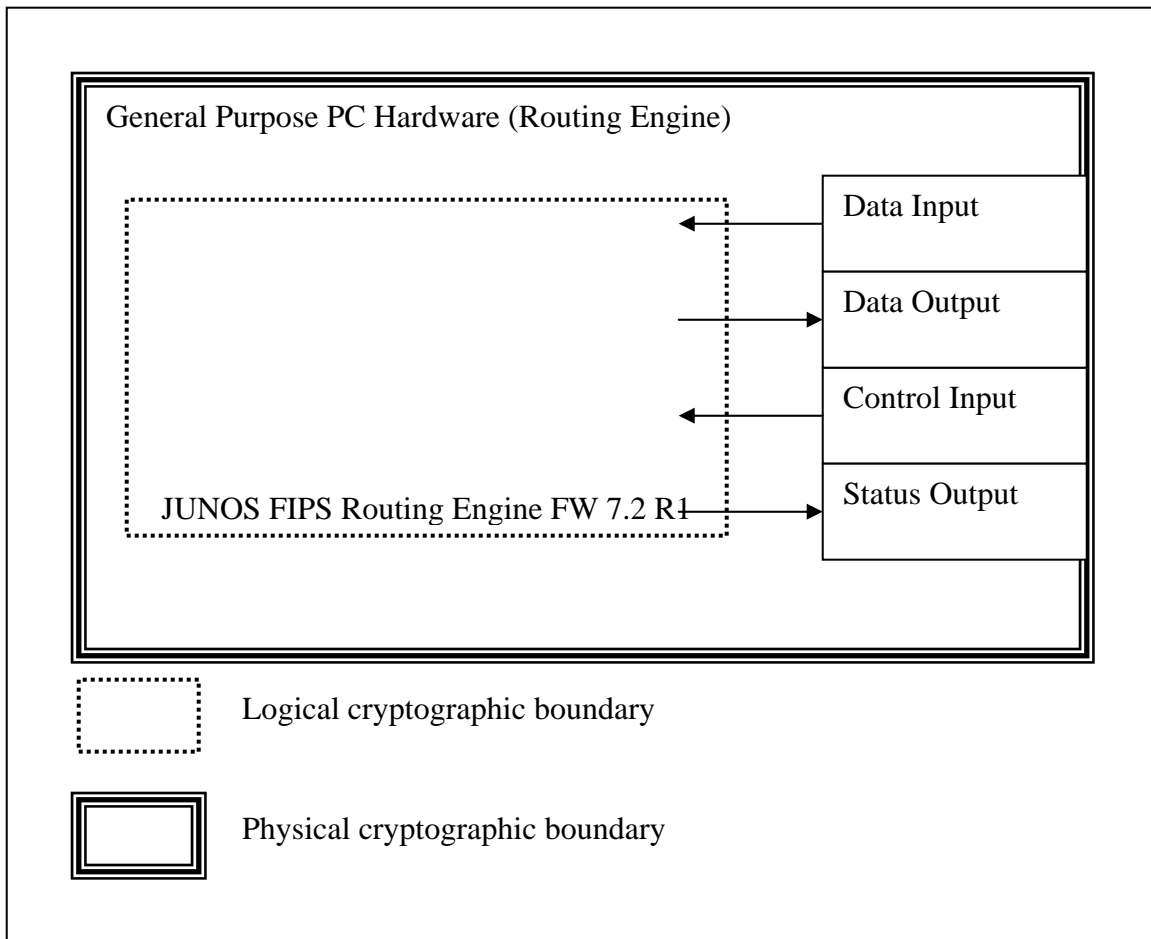 General Purpose PC Hardware (Routing Engine)
Data Input
Data Output
Control Input
Status Output
JUNOS FIPS Routing Engine FW 7.2 R1
Logical cryptographic boundary
Physical cryptographic boundary